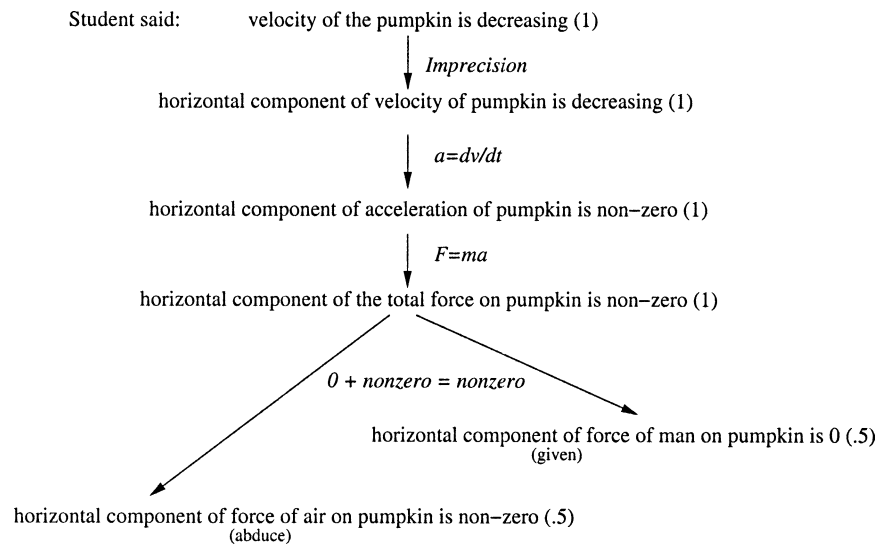 Student said: velocity of the pumpkin is decreasing (1)
Imprecision
horizontal component of velocity of pumpkin is decreasing (1)
a=dv/dt
horizontal component of acceleration of pumpkin is non−zero (1)
F=ma
horizontal component of the total force on pumpkin is non−zero (1)
0 + nonzero = nonzero
horizontal component of force of man on pumpkin is 0 (.5)
(given)
horizontal component of force of air on pumpkin is non−zero (.5)
(abduce)